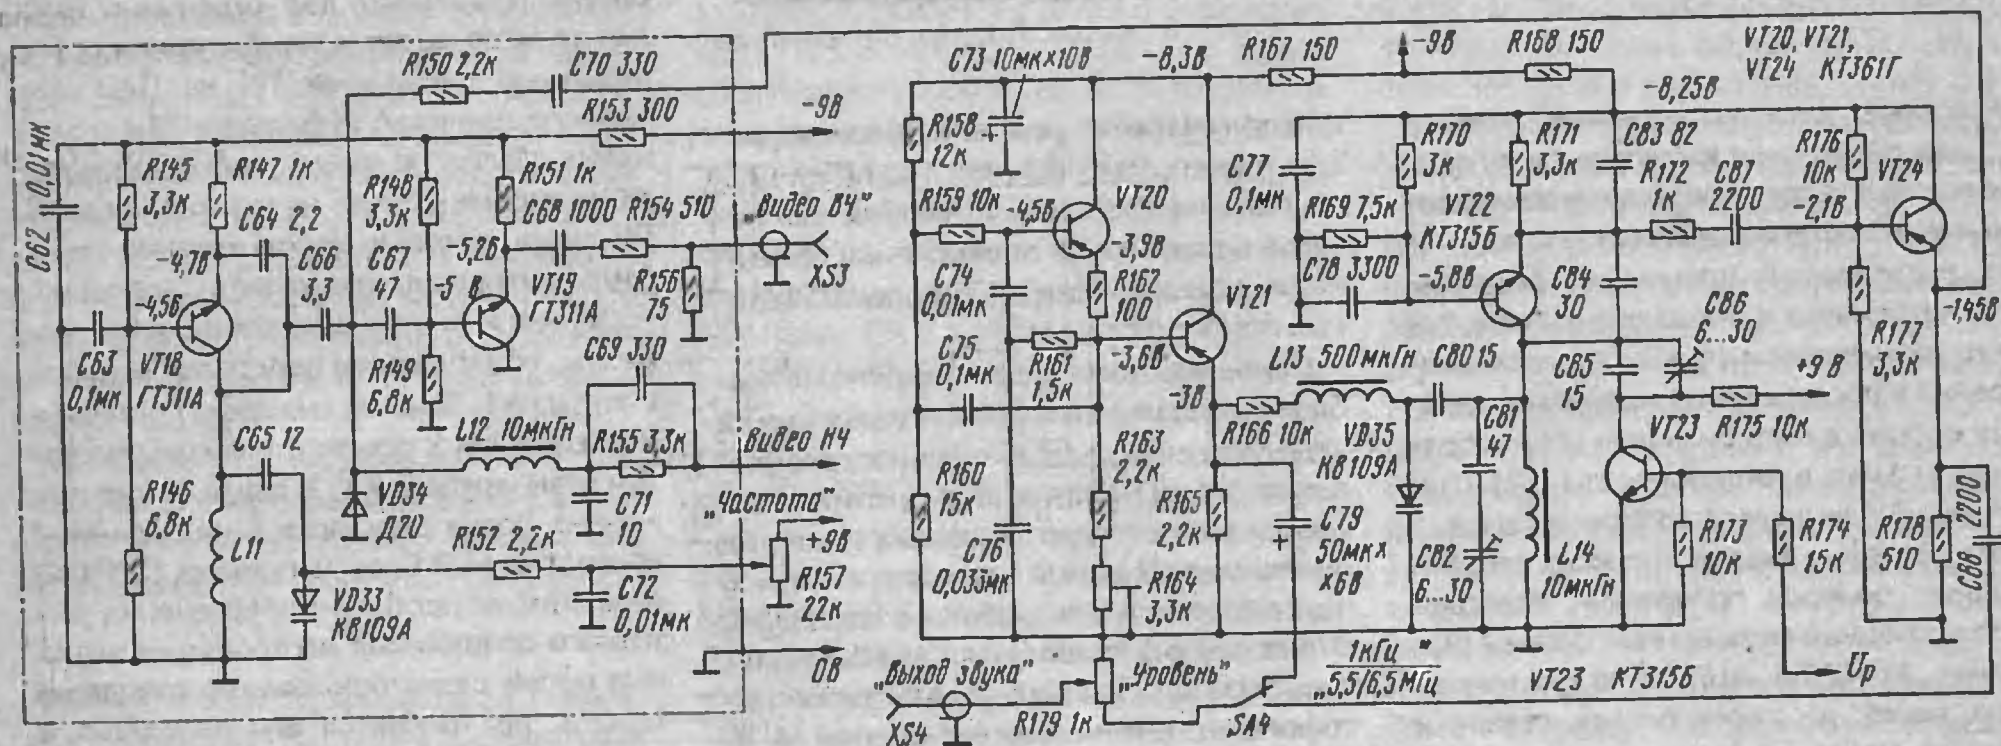 R150 2,2к
C70 330
R153 300
-9В
C62 0,01мк
R145
3,3к
R147 1к
C64 2,2
-4,7В
-4,5В
C63
0,1мк
VT18
ГТ311А
C66
3,3
C67
47
R148
3,3к
R151 1к
C68 1000
R154 510
-5,2В
-5 В
VT19
ГТ311А
R156
75
„Видео ВЧ"
XS3
R149
6,8к
C69 330
C65 12
L12 10мкГн
R155 3,3к
Видео НЧ
R146
6,8к
L11
VD34
Д20
C71
10
„Частота"
+9В
R152 2,2к
R157
22к
VD33
КВ109А
C72
0,01мк
0В
C73 10мк×10В
-8,3В
R167 150
-9В
R168 150
VT20, VT21,
VT24 КТ361Г
-8,25В
R158
12к
R159 10к
-4,5В
VT20
-3,9В
C74
0,01мк
R162
100
VT21
C75
0,1мк
R161
1,5к
-3,6В
-3В
R160
15к
C76
0,033мк
R163
2,2к
R165
2,2к
R164
3,3к
R166 10к
C79
50мк×
×6В
C77
0,1мк
R170
3к
R169 7,5к
C78 3300
VT22
КТ315Б
-5,8В
R171
3,3к
C83 82
R172
1к
C87
2200
R176
10к
-2,1В
VT24
C84
30
C86
6...30
-1,45В
R177
3,3к
L13 500мкГн
C80 15
VD35
КВ109А
C81
47
C82
6...30
L14
10мкГн
C85
15
+9 В
VT23
R175 10к
R173
10к
R174
15к
R178
510
C88 2200
Uр
„Выход звука"
XS4
R179 1к
„Уровень"
1кГц "
„5,5/6,5МГц
SA4
VT23 КТ315Б